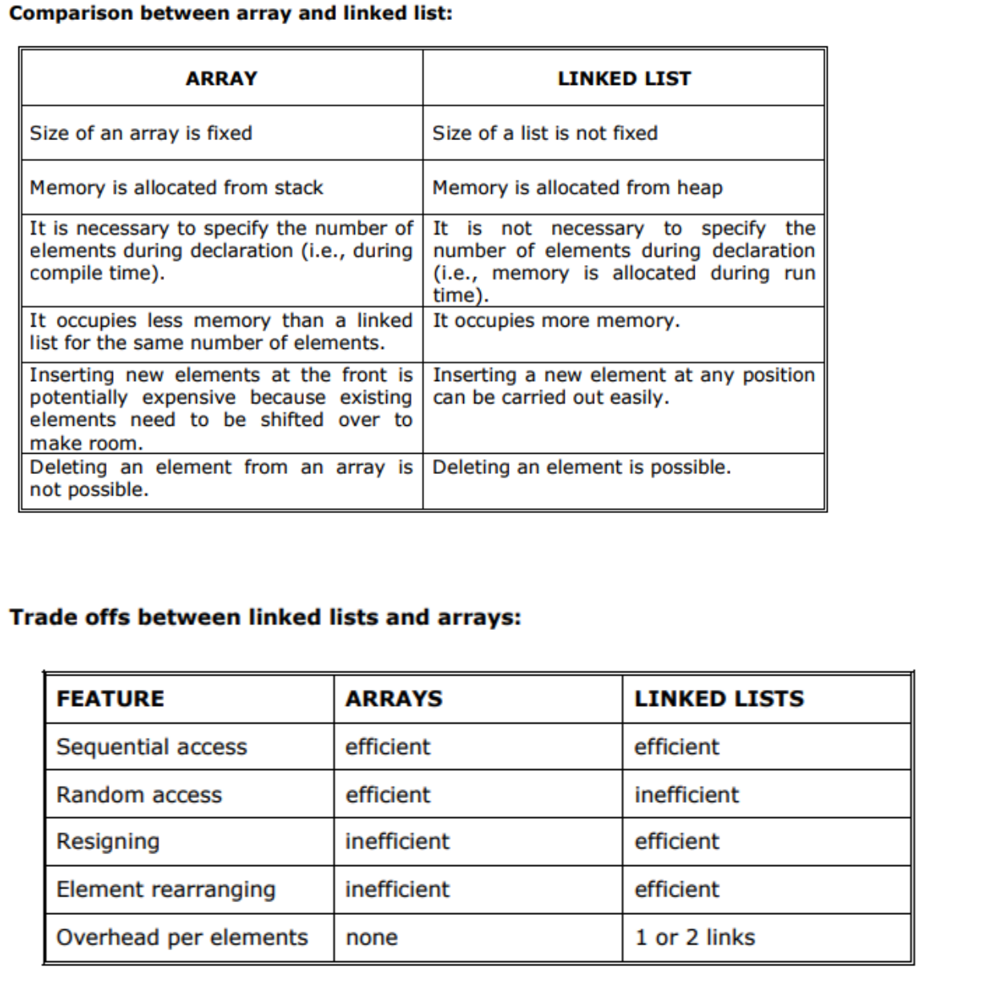 Comparison between array and linked list:
ARRAY
LINKED LIST
Size of an array is fixed
Size of a list is not fixed
Memory is allocated from stack
Memory is allocated from heap
It is necessary to specify the number of
elements during declaration (i.e., during
compile time).
It is not necessary to specify the
number of elements during declaration
(i.e., memory is allocated during run
time).
It occupies less memory than a linked
list for the same number of elements.
It occupies more memory.
Inserting new elements at the front is
potentially expensive because existing
elements need to be shifted over to
make room.
Inserting a new element at any position
can be carried out easily.
Deleting an element from an array is
not possible.
Deleting an element is possible.
Trade offs between linked lists and arrays:
FEATURE
ARRAYS
LINKED LISTS
Sequential access
efficient
efficient
Random access
efficient
inefficient
Resigning
inefficient
efficient
Element rearranging
inefficient
efficient
Overhead per elements
none
1 or 2 links